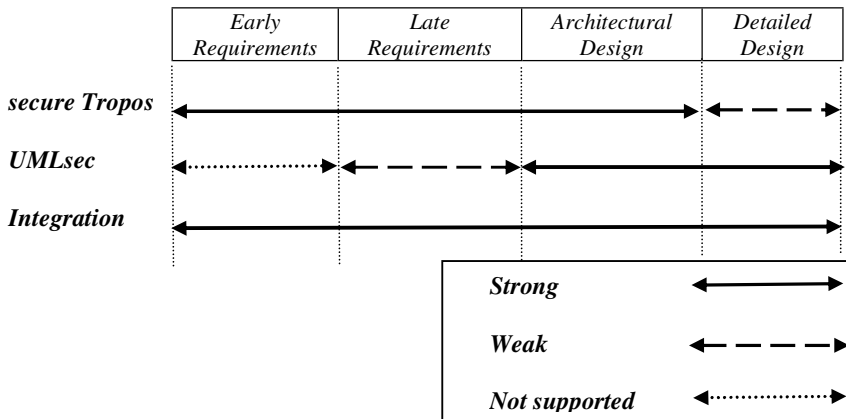 Early Requirements
Late Requirements
Architectural Design
Detailed Design
secure Tropos
UMLsec
Integration
Strong
Weak
Not supported